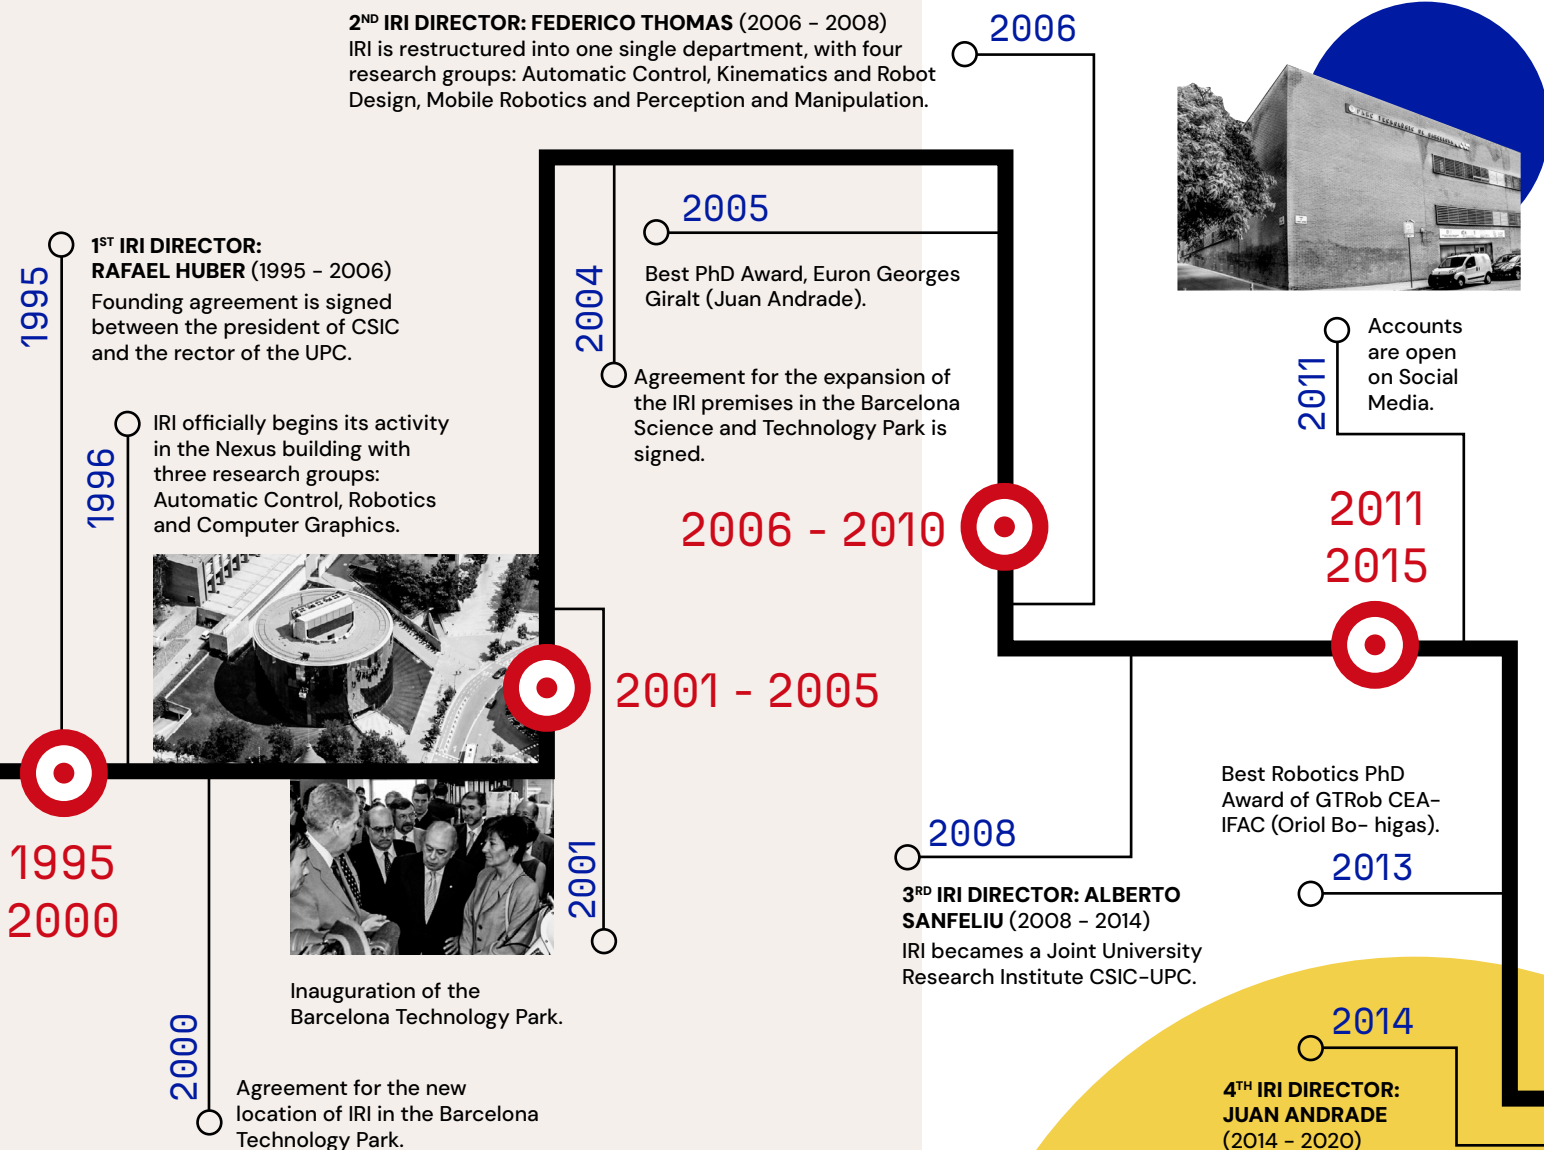 2ND IRI DIRECTOR: FEDERICO THOMAS (2006 - 2008)
IRI is restructured into one single department, with four
research groups: Automatic Control, Kinematics and Robot
Design, Mobile Robotics and Perception and Manipulation.
2006
2005
Best PhD Award, Euron Georges
Giralt (Juan Andrade).
1995
1ST IRI DIRECTOR:
RAFAEL HUBER (1995 - 2006)
Founding agreement is signed
between the president of CSIC
and the rector of the UPC.
2004
Agreement for the expansion of
the IRI premises in the Barcelona
Science and Technology Park is
signed.
1996
IRI officially begins its activity
in the Nexus building with
three research groups:
Automatic Control, Robotics
and Computer Graphics.
2011
Accounts
are open
on Social
Media.
2006 - 2010
2011
2015
2001 - 2005
1995
2000
2001
Inauguration of the
Barcelona Technology Park.
2000
Agreement for the new
location of IRI in the Barcelona
Technology Park.
2008
3RD IRI DIRECTOR: ALBERTO
SANFELIU (2008 - 2014)
IRI becames a Joint University
Research Institute CSIC-UPC.
Best Robotics PhD
Award of GTRob CEA-
IFAC (Oriol Bo- higas).
2013
2014
4TH IRI DIRECTOR:
JUAN ANDRADE
(2014 - 2020)